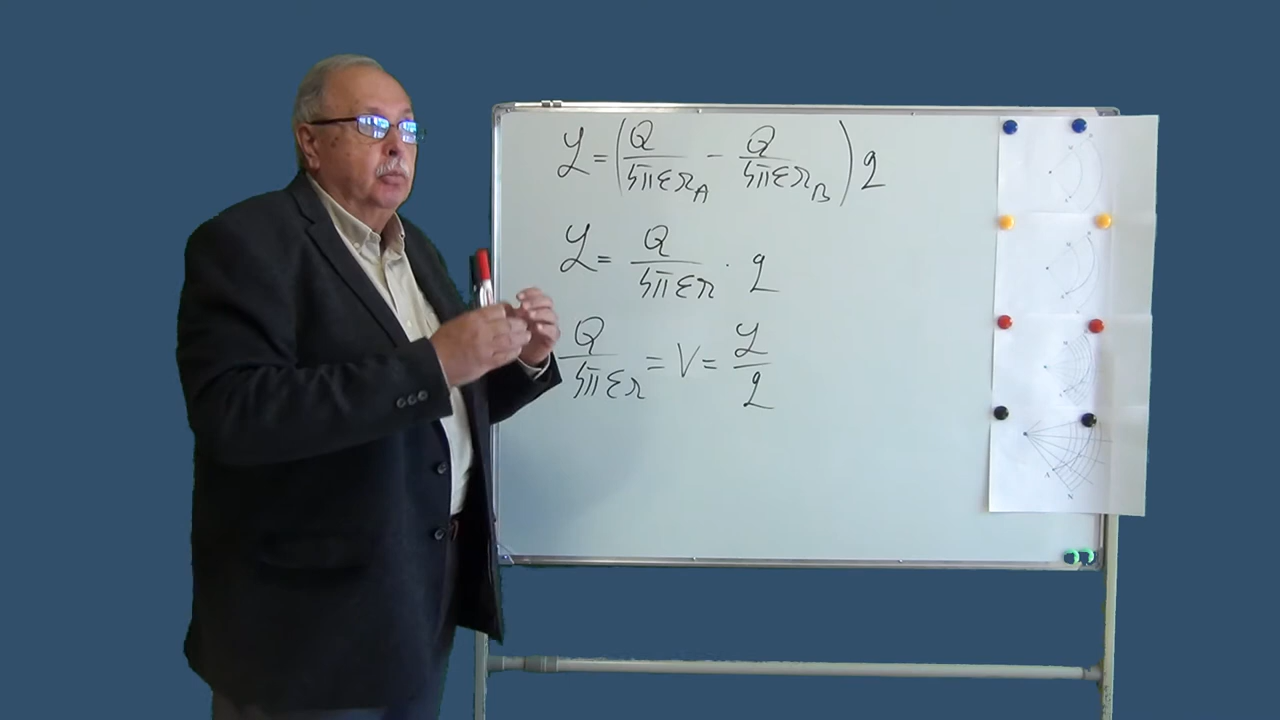 L = (Q/4πεr_A - Q/4πεr_B) q
L = Q/4πεr · q
Q/4πεr = V = L/q